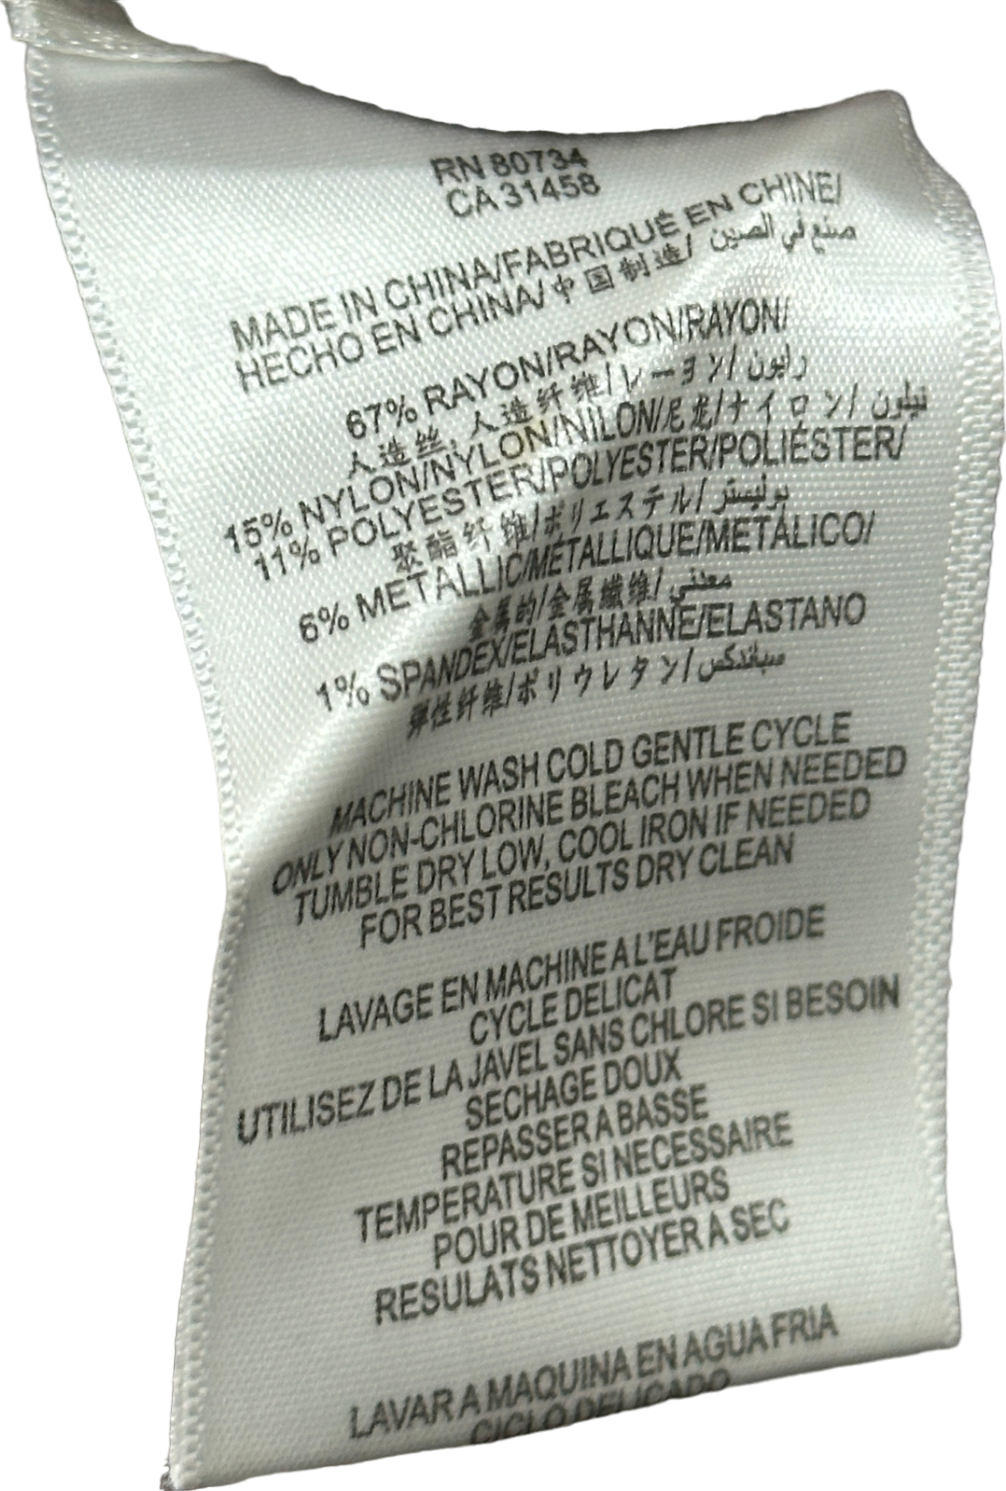 RN 80734
CA 31458
MADE IN CHINA/FABRIQUÉ EN CHINE/
HECHO EN CHINA/ 中国制造/ صنع في الصين
67% RAYON/RAYON/RAYON/
人造丝，人造纤维/レーヨン/ رايون
15% NYLON/NYLON/NILON/尼龙/ナイロン/ نيلون
11% POLYESTER/POLYESTER/POLIÉSTER/
聚酯纤维/ポリエステル/ بوليستر
6% METALLIC/MÉTALLIQUE/METÁLICO/
金属的/金属纖维/ معدني
1% SPANDEX/ÉLASTHANNE/ELASTANO
弹性纤维/ポリウレタン/ سباندكس
MACHINE WASH COLD GENTLE CYCLE
ONLY NON-CHLORINE BLEACH WHEN NEEDED
TUMBLE DRY LOW, COOL IRON IF NEEDED
FOR BEST RESULTS DRY CLEAN
LAVAGE EN MACHINE A L'EAU FROIDE
CYCLE DELICAT
UTILISEZ DE LA JAVEL SANS CHLORE SI BESOIN
SECHAGE DOUX
REPASSER A BASSE
TEMPERATURE SI NECESSAIRE
POUR DE MEILLEURS
RESULATS NETTOYER A SEC
LAVAR A MAQUINA EN AGUA FRIA
CICLO DELICADO